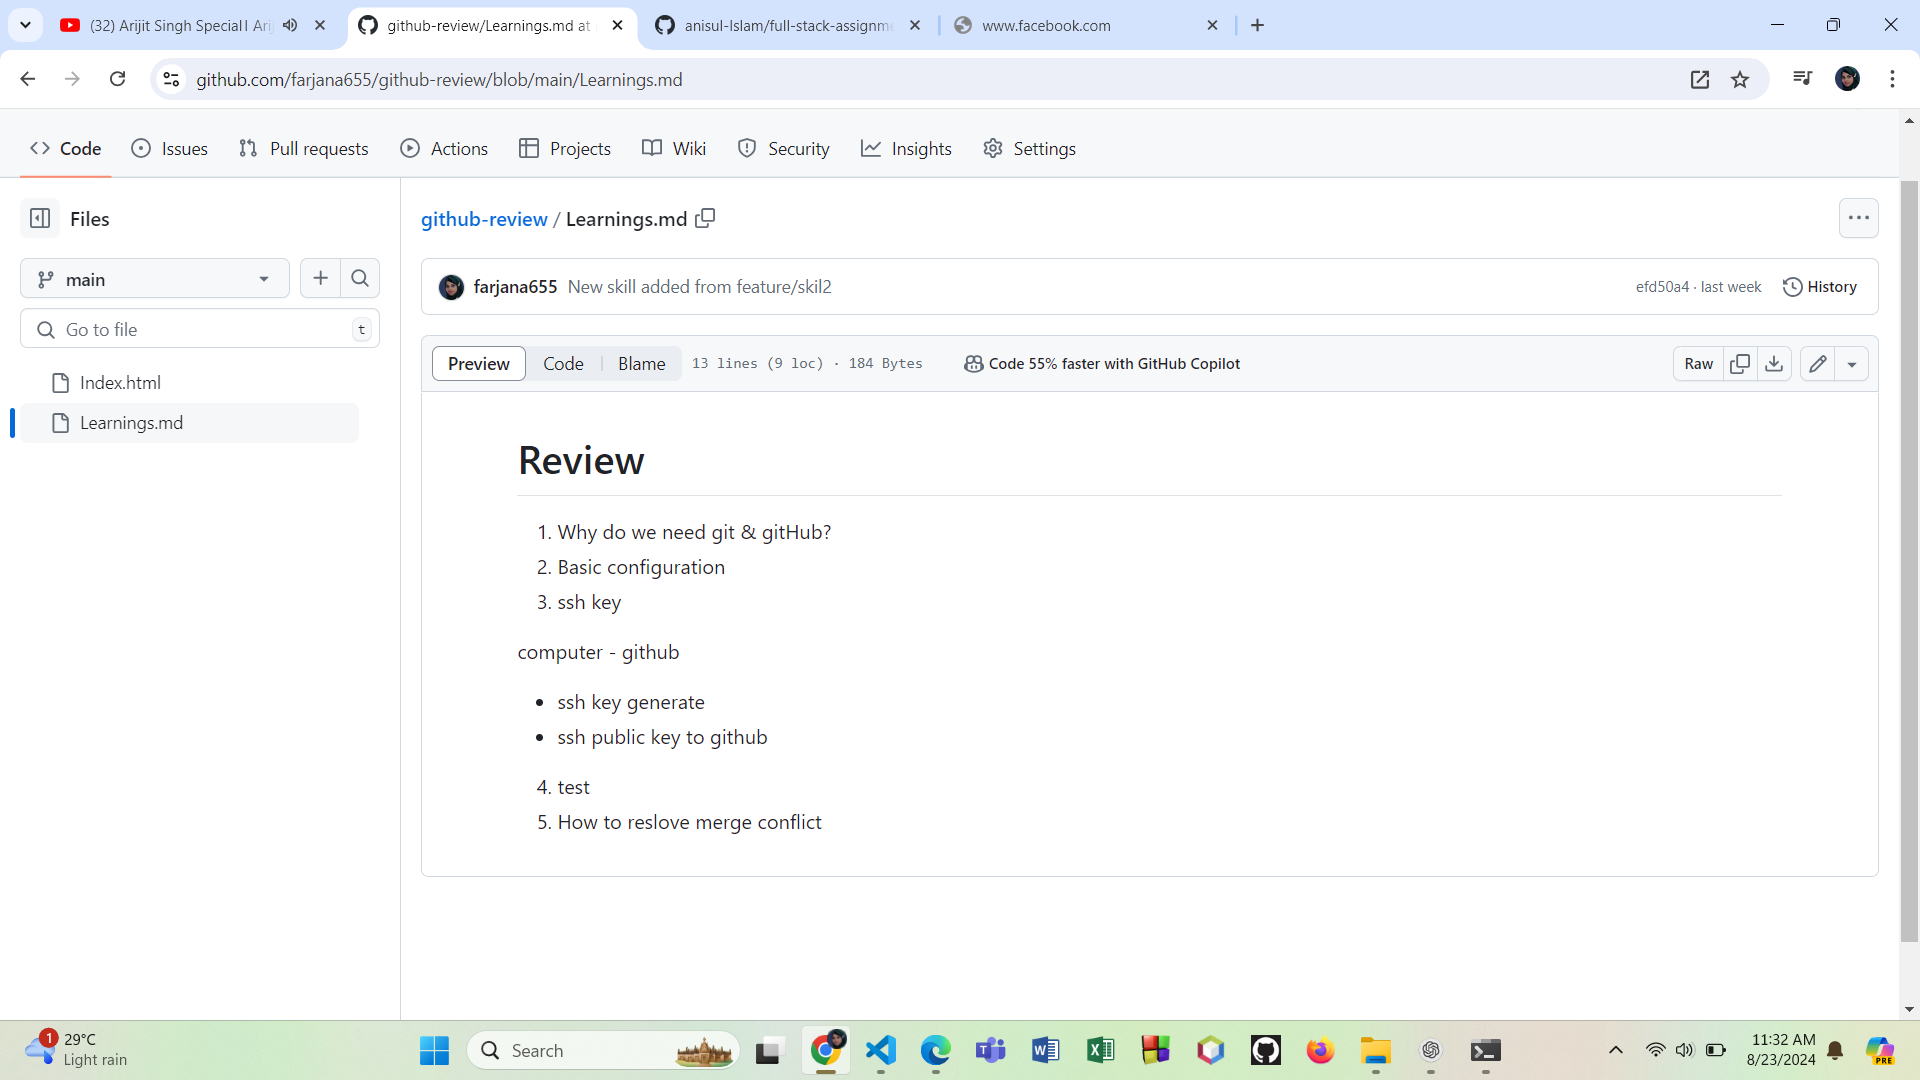 (32) Arijit Singh Special
github-review/Learnings.md at
anisul-Islam/full-stack-assignme
www.facebook.com
github.com/farjana655/github-review/blob/main/Learnings.md
Code
Issues
Pull requests
Actions
Projects
Wiki
Security
Insights
Settings
Files
github-review / Learnings.md
main
farjana655 New skill added from feature/skil2
efd50a4 · last week
History
Go to file
t
Preview
Code
Blame
13 lines (9 loc) · 184 Bytes
Code 55% faster with GitHub Copilot
Raw
Index.html
Learnings.md
Review
1. Why do we need git & gitHub?
2. Basic configuration
3. ssh key
computer - github
• ssh key generate
• ssh public key to github
4. test
5. How to reslove merge conflict
1
29°C
Light rain
Search
11:32 AM
8/23/2024
PRE